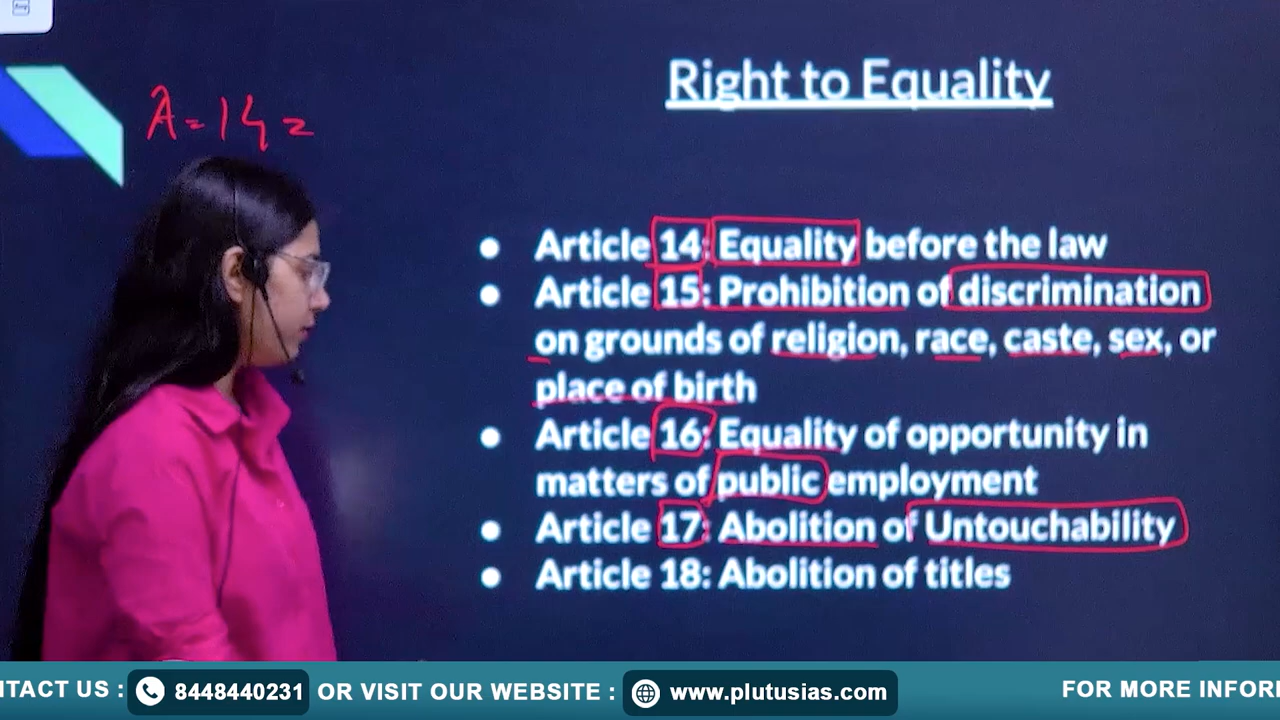 Right to Equality
A = 14 =
Article 14: Equality before the law
Article 15: Prohibition of discrimination
on grounds of religion, race, caste, sex, or
place of birth
Article 16: Equality of opportunity in
matters of public employment
Article 17: Abolition of Untouchability
Article 18: Abolition of titles
NTACT US : 8448440231 OR VISIT OUR WEBSITE : www.plutusias.com FOR MORE INFOR